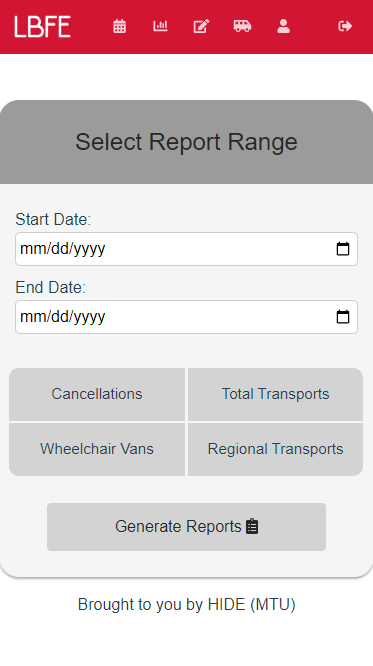 LBFE
Select Report Range
Start Date:
mm/dd/yyyy
End Date:
mm/dd/yyyy
Cancellations Total Transports
Wheelchair Vans Regional Transports
Generate Reports
Brought to you by HIDE (MTU)